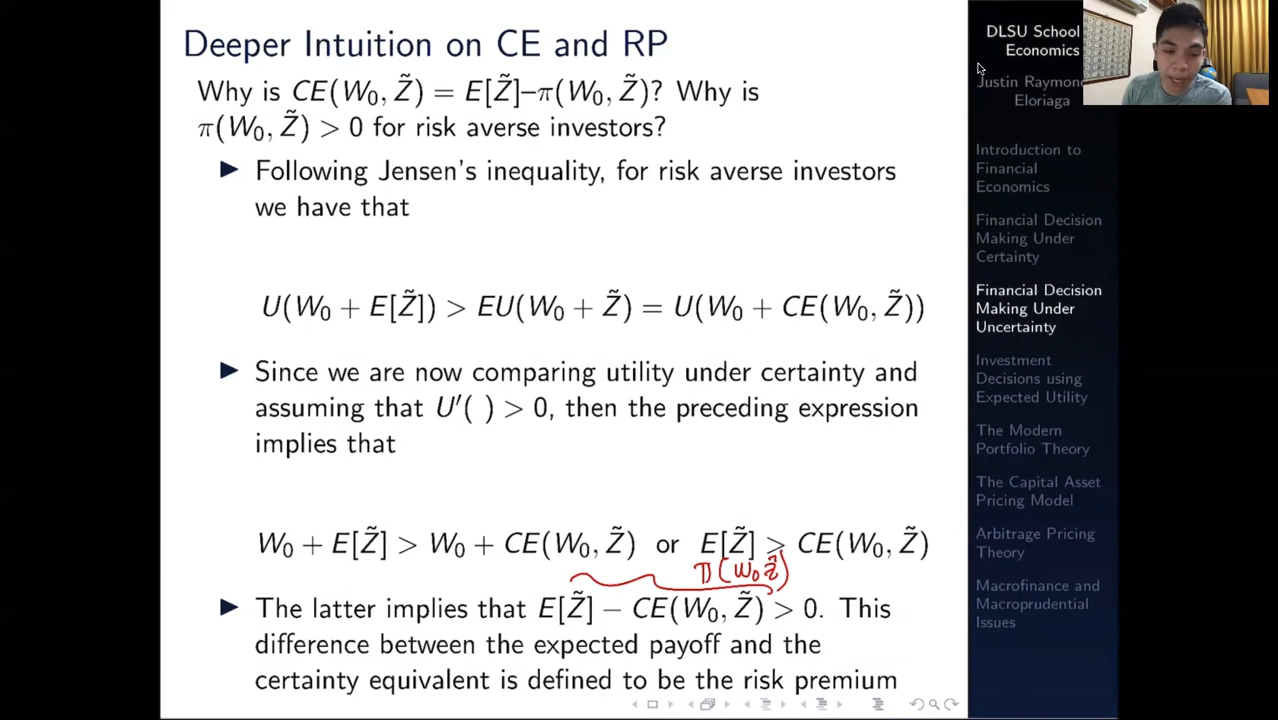 Deeper Intuition on CE and RP
Why is CE(W₀, Z̃) = E[Z̃]–π(W₀, Z̃)? Why is
π(W₀, Z̃) > 0 for risk averse investors?
▶ Following Jensen's inequality, for risk averse investors
we have that
U(W₀ + E[Z̃]) > EU(W₀ + Z̃) = U(W₀ + CE(W₀, Z̃))
▶ Since we are now comparing utility under certainty and
assuming that U′( ) > 0, then the preceding expression
implies that
W₀ + E[Z̃] > W₀ + CE(W₀, Z̃) or E[Z̃] > CE(W₀, Z̃)
π(W₀ Z̃)
▶ The latter implies that E[Z̃] − CE(W₀, Z̃) > 0. This
difference between the expected payoff and the
certainty equivalent is defined to be the risk premium
DLSU School
Economics
Justin Raymond
Eloriaga
Introduction to
Financial
Economics
Financial Decision
Making Under
Certainty
Financial Decision
Making Under
Uncertainty
Investment
Decisions using
Expected Utility
The Modern
Portfolio Theory
The Capital Asset
Pricing Model
Arbitrage Pricing
Theory
Macrofinance and
Macroprudential
Issues